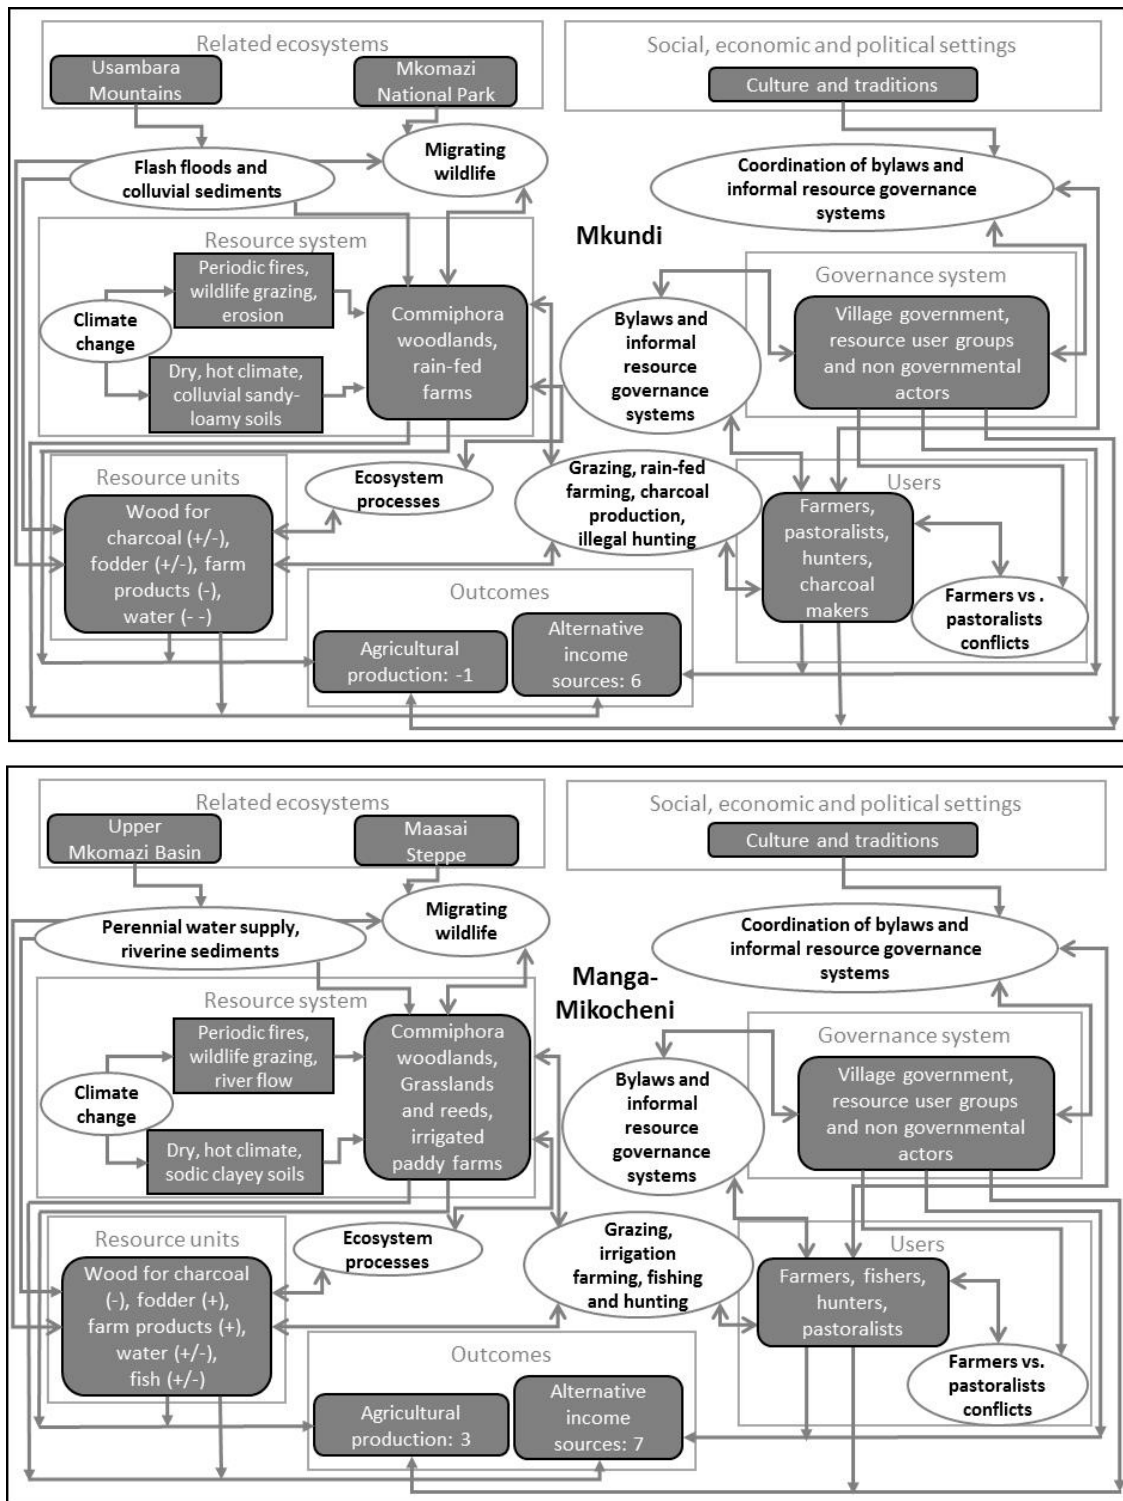 Related ecosystems
Usambara
Mountains
Mkomazi
National Park
Social, economic and political settings
Culture and traditions
Flash floods and
colluvial sediments
Migrating
wildlife
Coordination of bylaws and
informal resource governance
systems
Mkundi
Resource system
Periodic fires,
wildlife grazing,
erosion
Climate
change
Dry, hot climate,
colluvial sandy-
loamy soils
Commiphora
woodlands,
rain-fed
farms
Bylaws and
informal
resource
governance
systems
Governance system
Village government,
resource user groups
and non governmental
actors
Resource units
Wood for
charcoal (+/-),
fodder (+/-), farm
products (-),
water (- -)
Ecosystem
processes
Grazing, rain-fed
farming, charcoal
production,
illegal hunting
Users
Farmers,
pastoralists,
hunters,
charcoal
makers
Farmers vs .
pastoralists
conflicts
Outcomes
Agricultural
production: -1
Alternative
income
sources: 6
Related ecosystems
Upper
Mkomazi Basin
Maasai
Steppe
Social, economic and political settings
Culture and traditions
Perennial water supply,
riverine sediments
Migrating
wildlife
Coordination of bylaws and
informal resource governance
systems
Manga-
Mikocheni
Resource system
Periodic fires,
wildlife grazing,
river flow
Climate
change
Dry, hot climate,
sodic clayey soils
Commiphora
woodlands,
Grasslands
and reeds,
irrigated
paddy farms
Bylaws and
informal
resource
governance
systems
Governance system
Village government,
resource user groups
and non governmental
actors
Resource units
Wood for charcoal
(-), fodder (+),
farm products (+),
water (+/-),
fish (+/-)
Ecosystem
processes
Grazing,
irrigation
farming, fishing
and hunting
Users
Farmers, fishers,
hunters,
pastoralists
Farmers vs.
pastoralists
conflicts
Outcomes
Agricultural
production: 3
Alternative
income
sources: 7